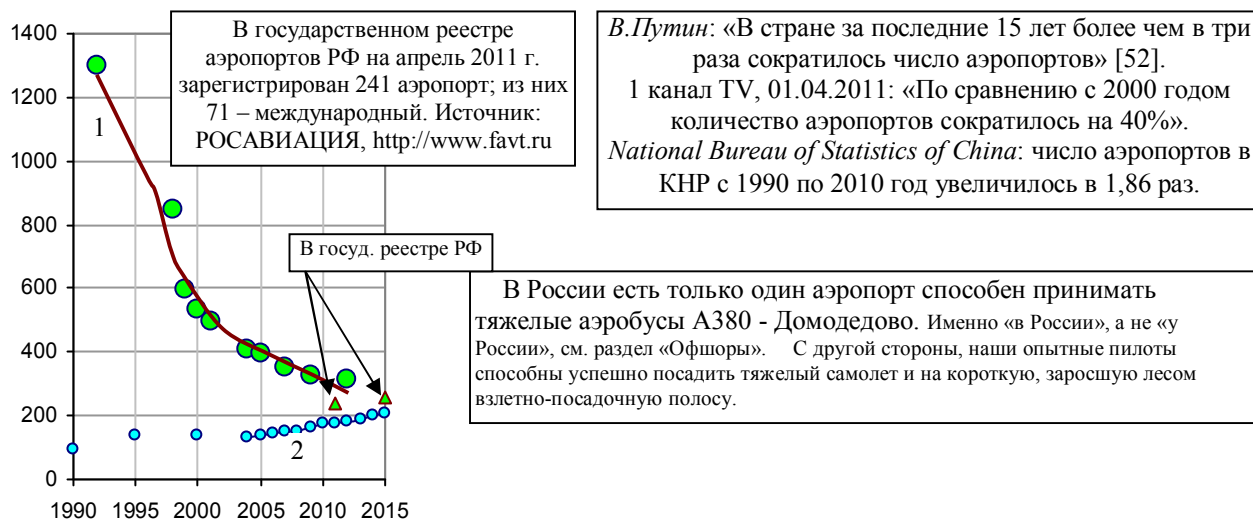 В государственном реестре
аэропортов РФ на апрель 2011 г.
зарегистрирован 241 аэропорт; из них
71 – международный. Источник:
РОСАВИАЦИЯ, http://www.favt.ru
В.Путин: «В стране за последние 15 лет более чем в три
раза сократилось число аэропортов» [52].
1 канал TV, 01.04.2011: «По сравнению с 2000 годом
количество аэропортов сократилось на 40%».
National Bureau of Statistics of China: число аэропортов в
КНР с 1990 по 2010 год увеличилось в 1,86 раз.
1400
1200
1000
800
600
400
200
0
1
В госуд. реестре РФ
2
1990 1995 2000 2005 2010 2015
В России есть только один аэропорт способен принимать
тяжелые аэробусы А380 - Домодедово. Именно «в России», а не «у
России», см. раздел «Офшоры». С другой стороны, наши опытные пилоты
способны успешно посадить тяжелый самолет и на короткую, заросшую лесом
взлетно-посадочную полосу.